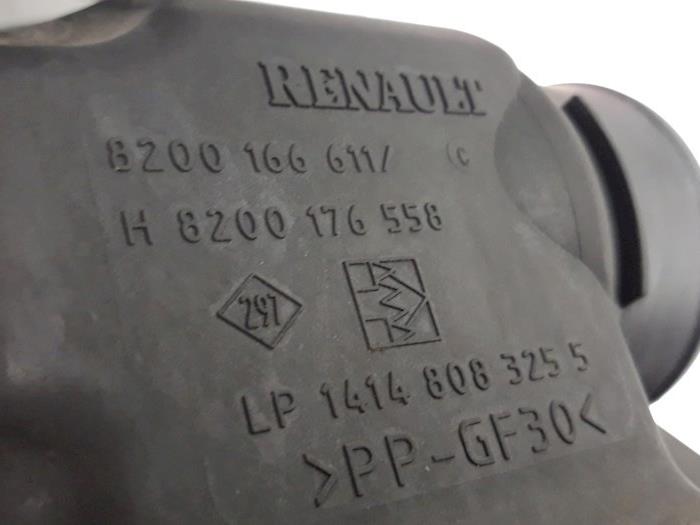 RENAULT
8200 166 611/ (c
H 8200 176 558
297
LP 1414 808 325 5
>PP-GF30<